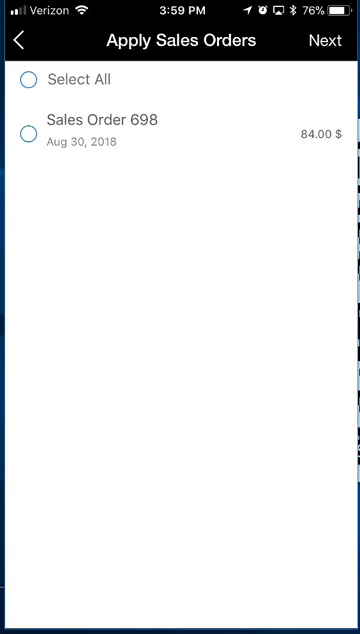 Verizon 3:59 PM 76%
Apply Sales Orders Next
Select All
Sales Order 698
Aug 30, 2018 84.00 $